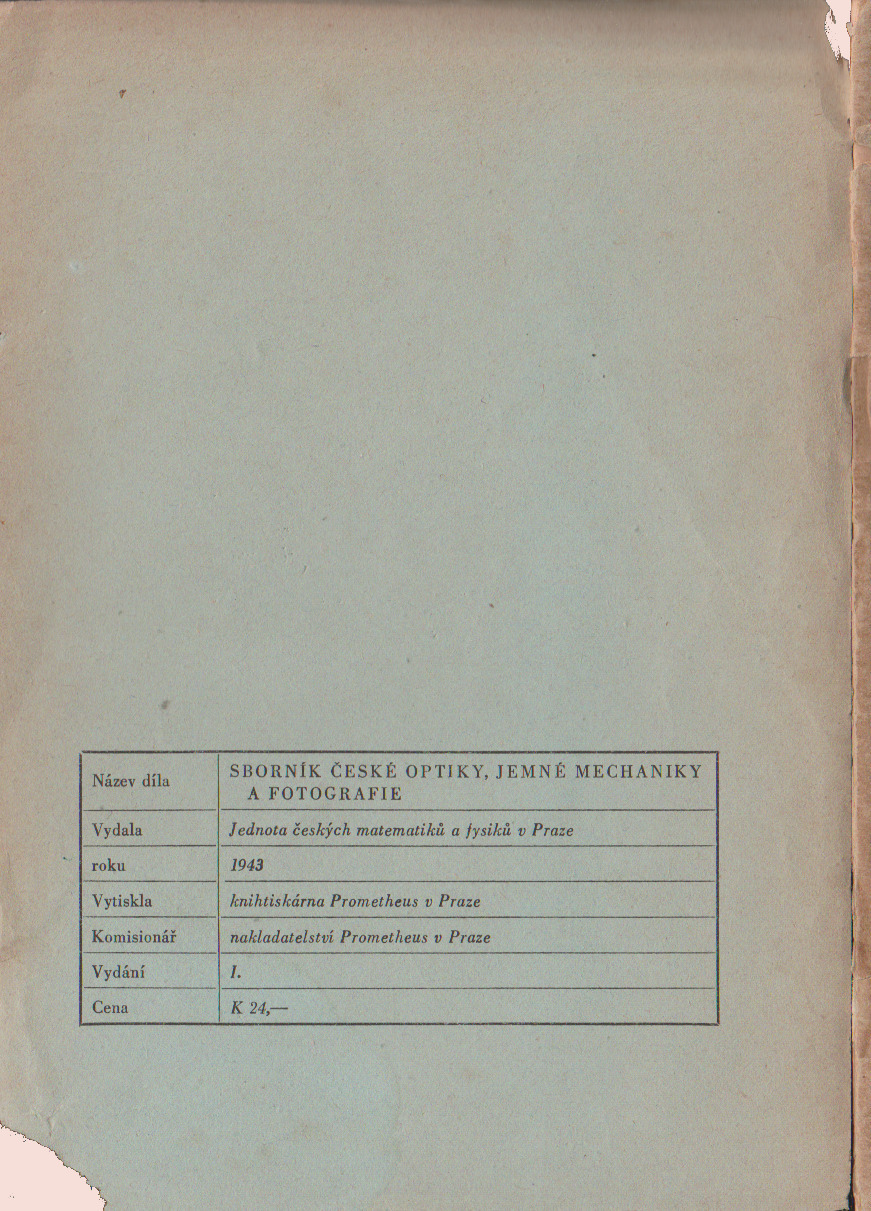 Název díla
SBORNÍK ČESKÉ OPTIKY, JEMNÉ MECHANIKY
A FOTOGRAFIE
Vydala
Jednota českých matematiků a fysiků v Praze
roku
1943
Vytiskla
knihtiskárna Prometheus v Praze
Komisionář
nakladatelství Prometheus v Praze
Vydání
I.
Cena
K 24,—